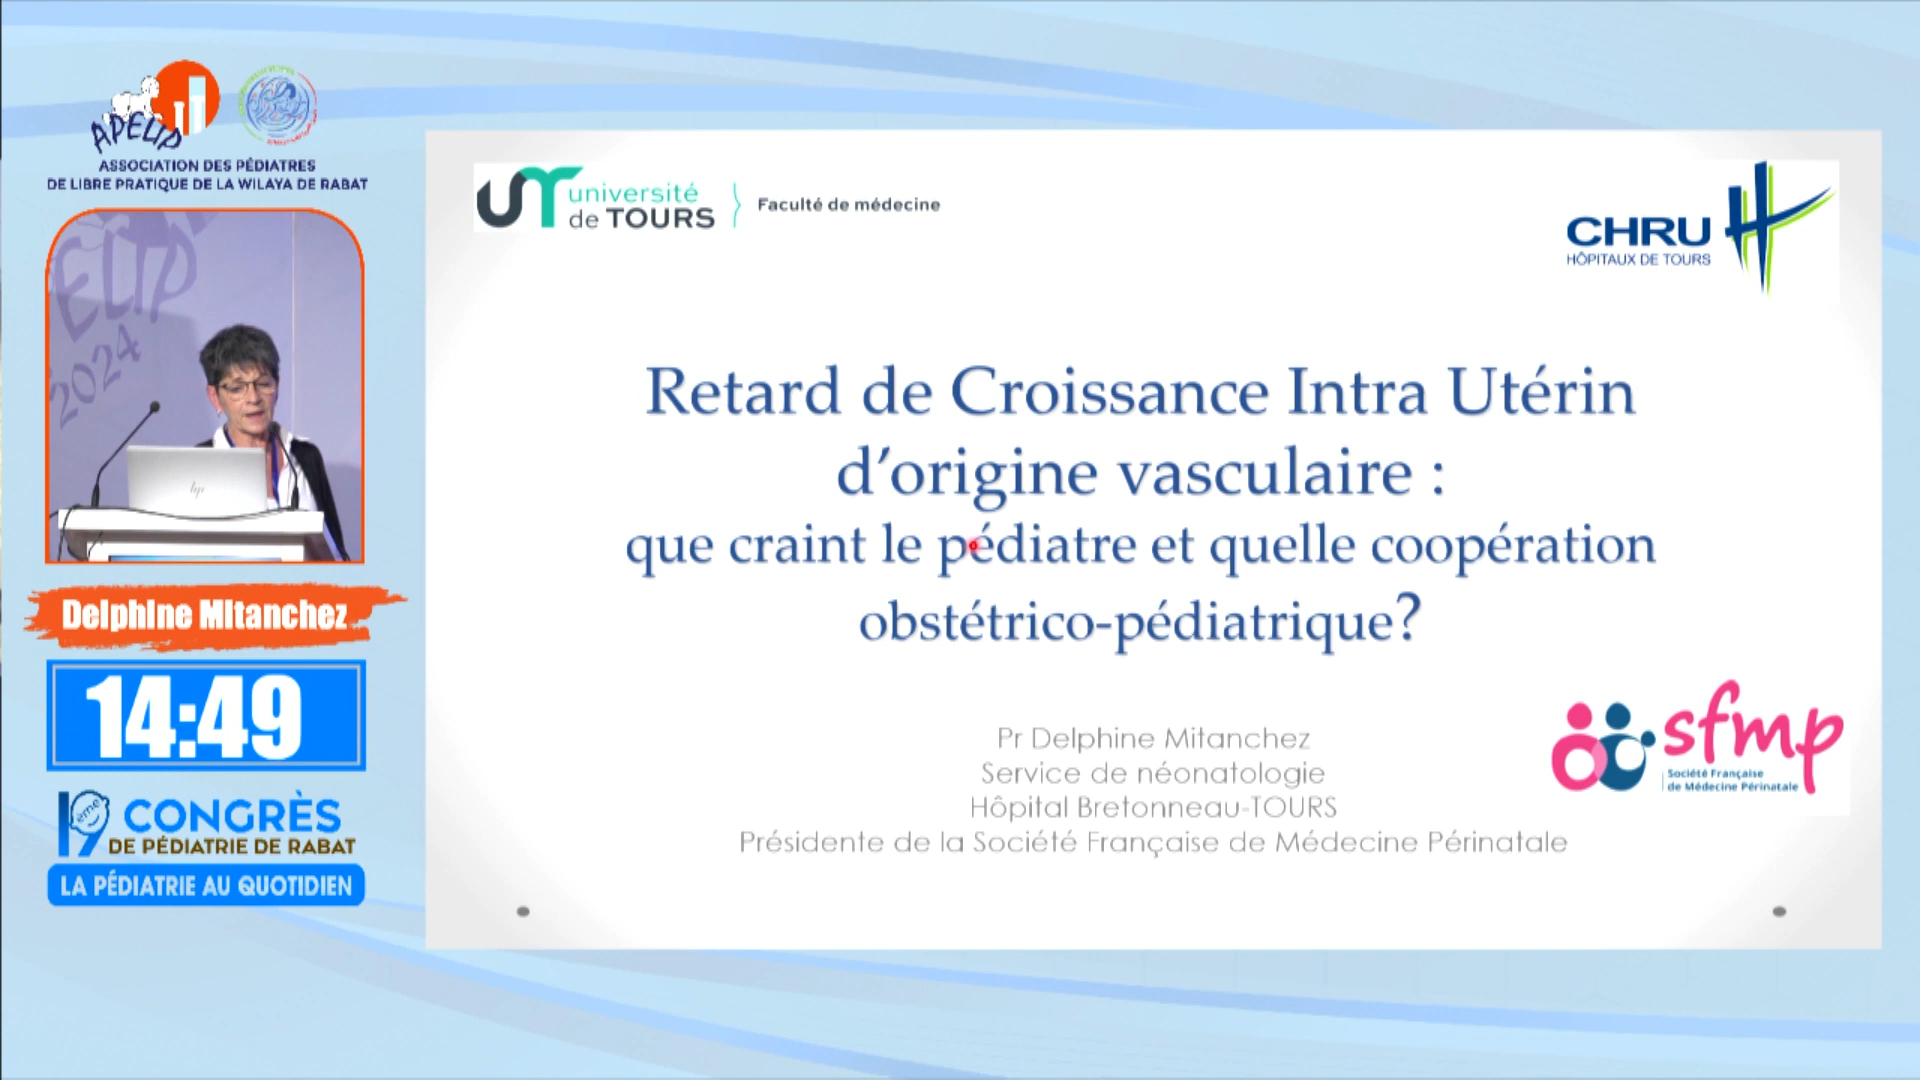 APELIP
ASSOCIATION DES PÉDIATRES
DE LIBRE PRATIQUE DE LA WILAYA DE RABAT
ELIP
2024
hp
Delphine Mitanchez
14:49
19ème CONGRÈS
DE PÉDIATRIE DE RABAT
LA PÉDIATRIE AU QUOTIDIEN
université
de TOURS
Faculté de médecine
CHRU
HÔPITAUX DE TOURS
Retard de Croissance Intra Utérin
d’origine vasculaire :
que craint le pédiatre et quelle coopération
obstétrico-pédiatrique?
Pr Delphine Mitanchez
Service de néonatologie
Hôpital Bretonneau-TOURS
Présidente de la Société Française de Médecine Périnatale
sfmp
Société Française
de Médecine Périnatale